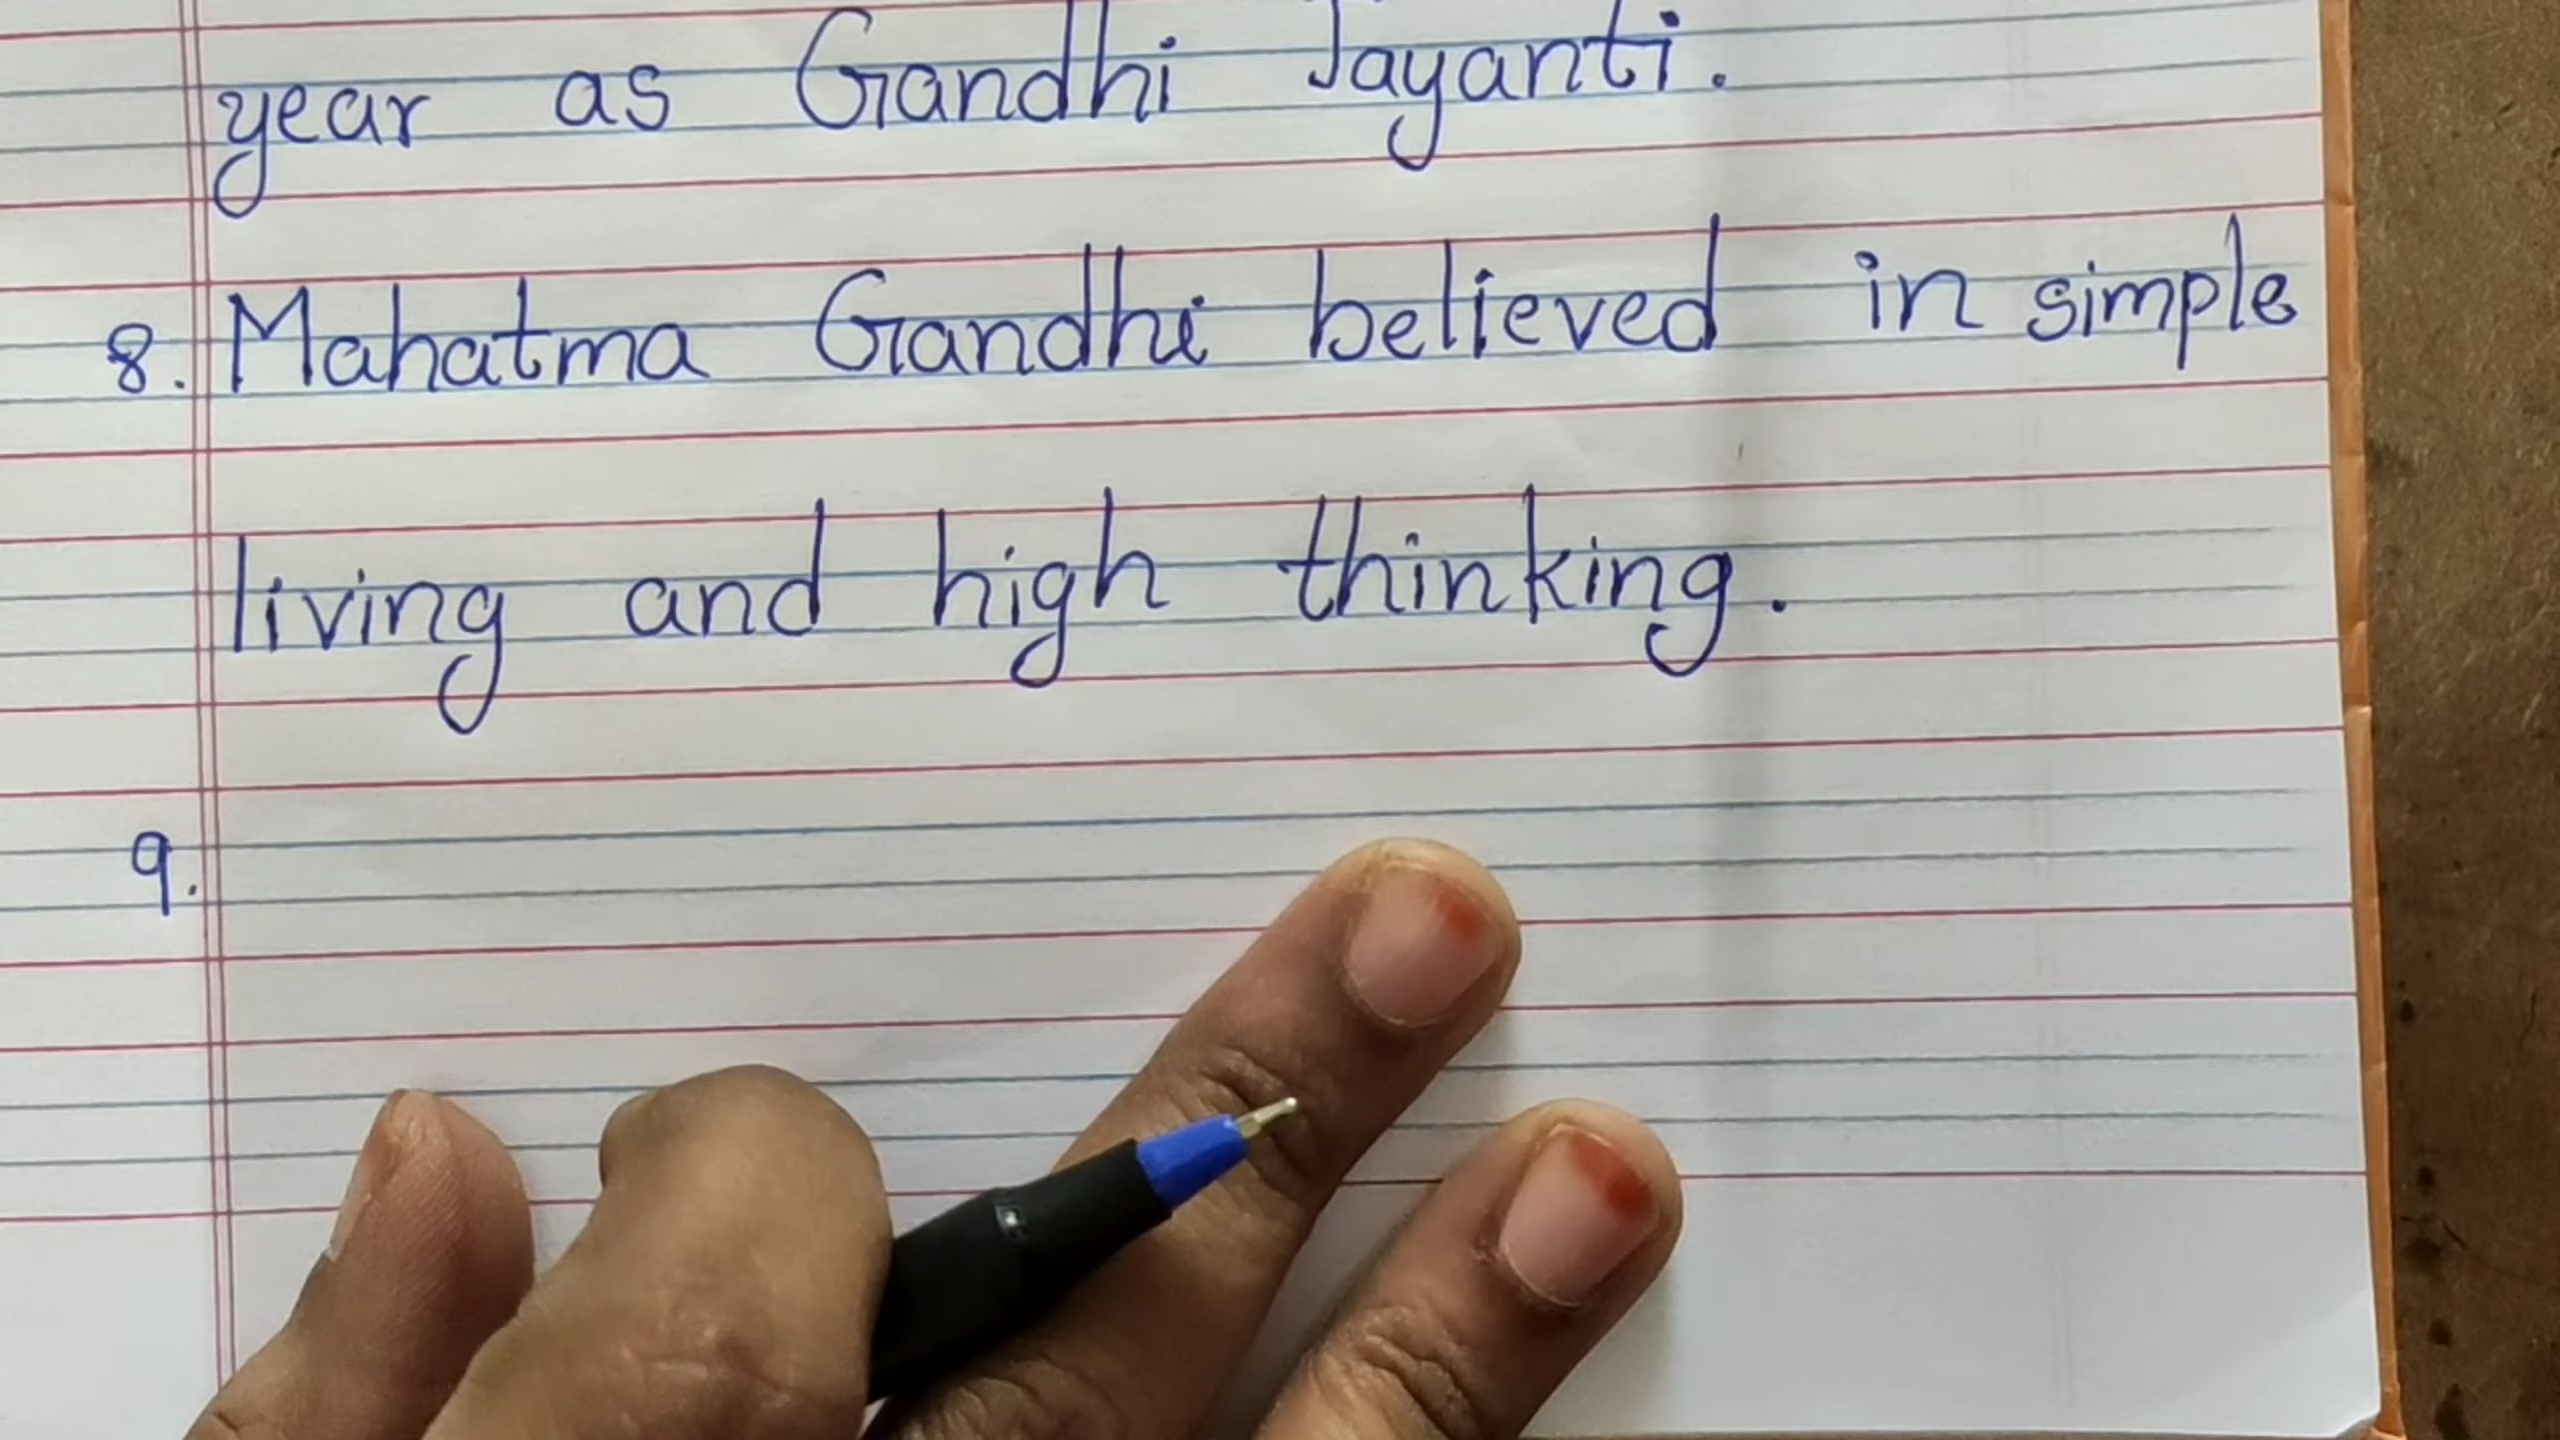 year as Gandhi Jayanti.
8. Mahatma Gandhi believed in simple
living and high thinking.
9.